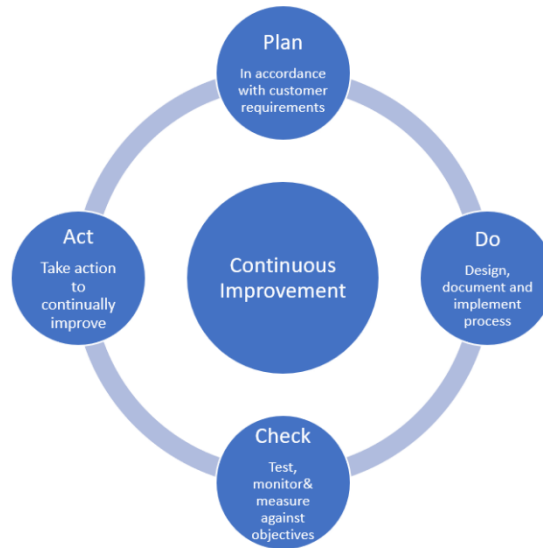 Plan
In accordance
with customer
requirements
Do
Design,
document and
implement
process
Check
Test,
monitor&
measure
against
objectives
Act
Take action
to
continually
improve
Continuous
Improvement